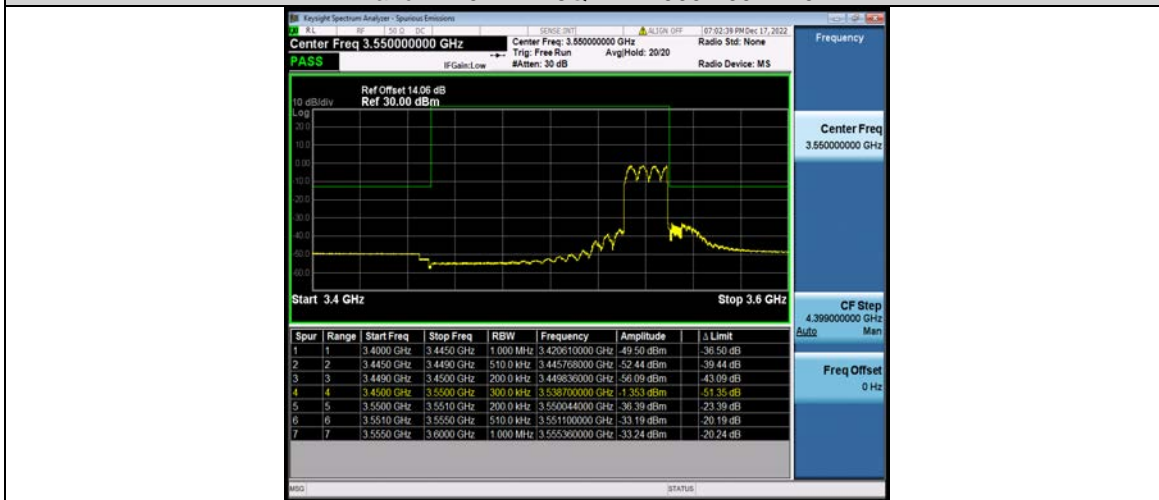 Keysight Spectrum Analyzer - Spurious Emissions
RL RF 50 Ω DC SENSE:INT ALIGN OFF 07:02:39 PM Dec 17, 2022
Center Freq 3.550000000 GHz Center Freq: 3.550000000 GHz Radio Std: None Frequency
PASS Trig: Free Run Avg|Hold: 20/20
IFGain:Low #Atten: 30 dB Radio Device: MS
Ref Offset 14.06 dB
10 dB/div Ref 30.00 dBm
Log
20.0
10.0
0.00
-10.0
-20.0
-30.0
-40.0
-50.0
-60.0
Start 3.4 GHz Stop 3.6 GHz
Center Freq
3.550000000 GHz
CF Step
4.399000000 GHz
Auto Man
Freq Offset
0 Hz
Spur Range Start Freq Stop Freq RBW Frequency Amplitude Δ Limit
1 1 3.4000 GHz 3.4450 GHz 1.000 MHz 3.420610000 GHz -49.50 dBm -36.50 dB
2 2 3.4450 GHz 3.4490 GHz 510.0 kHz 3.445768000 GHz -52.44 dBm -39.44 dB
3 3 3.4490 GHz 3.4500 GHz 200.0 kHz 3.449836000 GHz -56.09 dBm -43.09 dB
4 4 3.4500 GHz 3.5500 GHz 300.0 kHz 3.538700000 GHz -1.353 dBm -51.35 dB
5 5 3.5500 GHz 3.5510 GHz 200.0 kHz 3.550044000 GHz -36.39 dBm -23.39 dB
6 6 3.5510 GHz 3.5550 GHz 510.0 kHz 3.551100000 GHz -33.19 dBm -20.19 dB
7 7 3.5550 GHz 3.6000 GHz 1.000 MHz 3.555360000 GHz -33.24 dBm -20.24 dB
MSG STATUS